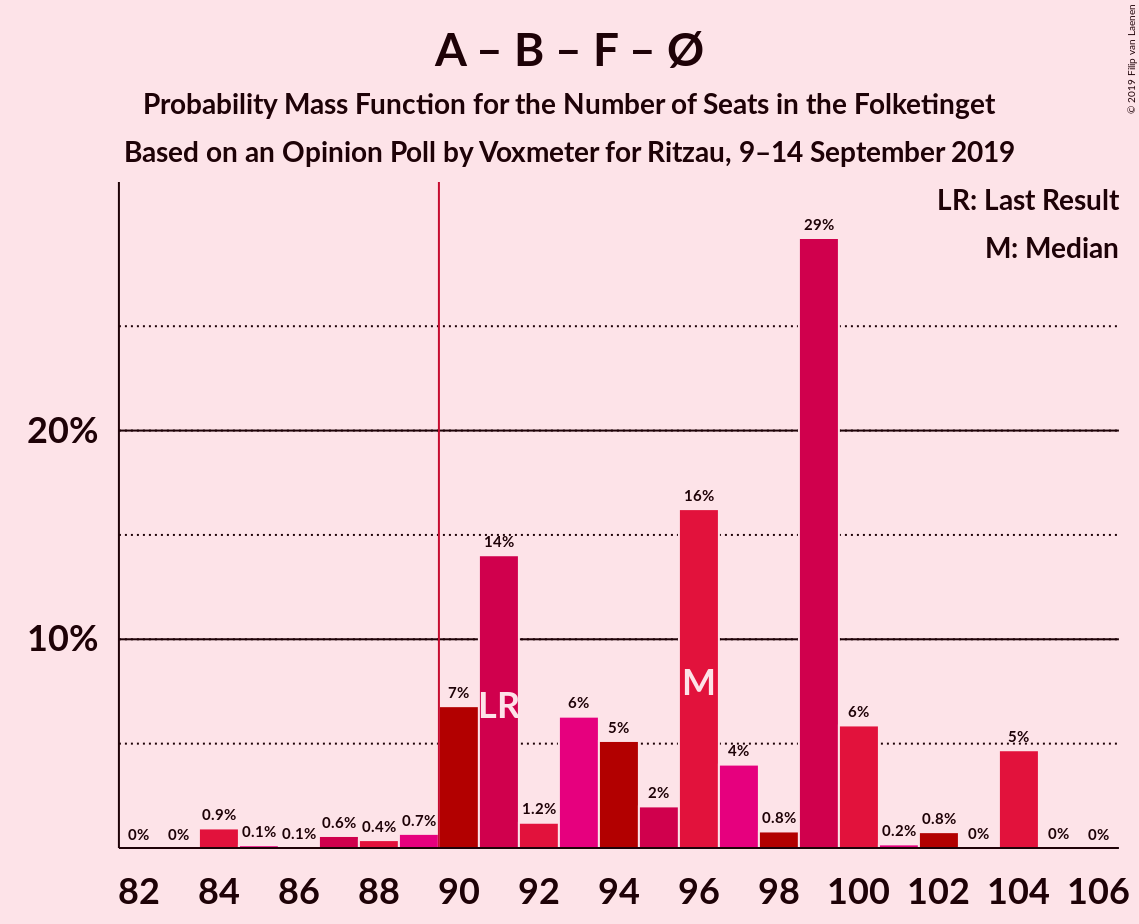 A – B – F – Ø
Probability Mass Function for the Number of Seats in the Folketinget
Based on an Opinion Poll by Voxmeter for Ritzau, 9–14 September 2019
© 2019 Filip van Laenen
LR: Last Result
M: Median
20%
10%
0% 0% 0.9% 0.1% 0.1% 0.6% 0.4% 0.7% 7% 14% 1.2% 6% 5% 2% 16% 4% 0.8% 29% 6% 0.2% 0.8% 0% 5% 0% 0%
LR M
82 84 86 88 90 92 94 96 98 100 102 104 106